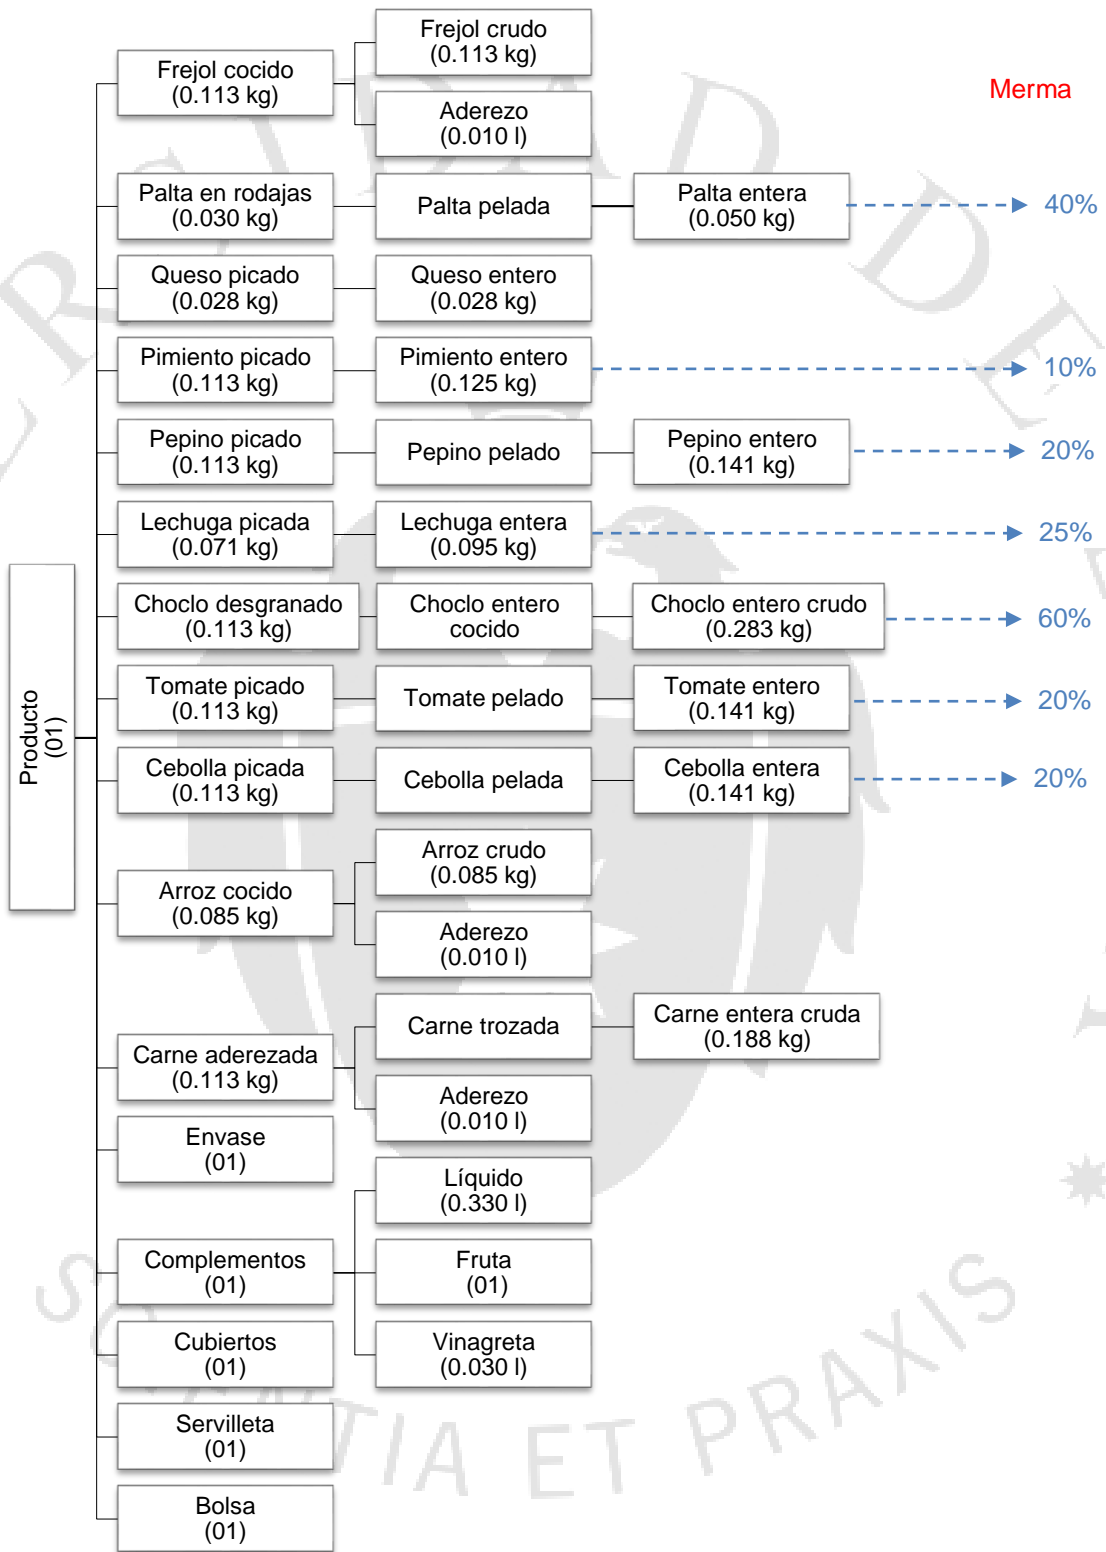 Frejol crudo
(0.113 kg)
Frejol cocido
(0.113 kg)
Merma
Aderezo
(0.010 l)
Palta en rodajas
(0.030 kg)
Palta pelada
Palta entera
(0.050 kg)
40%
Queso picado
(0.028 kg)
Queso entero
(0.028 kg)
Pimiento picado
(0.113 kg)
Pimiento entero
(0.125 kg)
10%
Pepino picado
(0.113 kg)
Pepino pelado
Pepino entero
(0.141 kg)
20%
Lechuga picada
(0.071 kg)
Lechuga entera
(0.095 kg)
25%
Producto
(01)
Choclo desgranado
(0.113 kg)
Choclo entero
cocido
Choclo entero crudo
(0.283 kg)
60%
Tomate picado
(0.113 kg)
Tomate pelado
Tomate entero
(0.141 kg)
20%
Cebolla picada
(0.113 kg)
Cebolla pelada
Cebolla entera
(0.141 kg)
20%
Arroz crudo
(0.085 kg)
Arroz cocido
(0.085 kg)
Aderezo
(0.010 l)
Carne trozada
Carne entera cruda
(0.188 kg)
Carne aderezada
(0.113 kg)
Aderezo
(0.010 l)
Envase
(01)
Líquido
(0.330 l)
Complementos
(01)
Fruta
(01)
Cubiertos
(01)
Vinagreta
(0.030 l)
Servilleta
(01)
Bolsa
(01)
ET PRAXIS